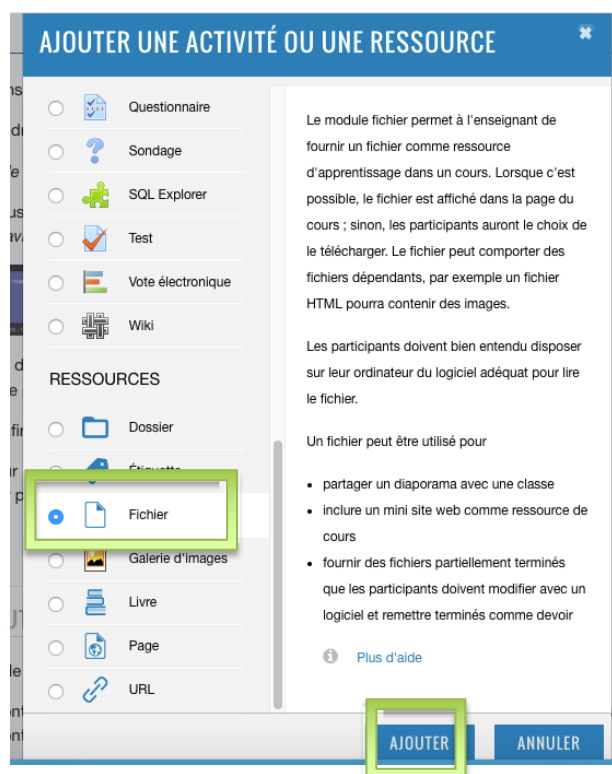 AJOUTER UNE ACTIVITÉ OU UNE RESSOURCE
Questionnaire
Sondage
SQL Explorer
Test
Vote électronique
Wiki
RESSOURCES
Dossier
Étiquette
Fichier
Galerie d'images
Livre
Page
URL
Le module fichier permet à l'enseignant de
fournir un fichier comme ressource
d'apprentissage dans un cours. Lorsque c'est
possible, le fichier est affiché dans la page du
cours ; sinon, les participants auront le choix de
le télécharger. Le fichier peut comporter des
fichiers dépendants, par exemple un fichier
HTML pourra contenir des images.
Les participants doivent bien entendu disposer
sur leur ordinateur du logiciel adéquat pour lire
le fichier.
Un fichier peut être utilisé pour
• partager un diaporama avec une classe
• inclure un mini site web comme ressource de
cours
• fournir des fichiers partiellement terminés
que les participants doivent modifier avec un
logiciel et remettre terminés comme devoir
Plus d'aide
AJOUTER
ANNULER